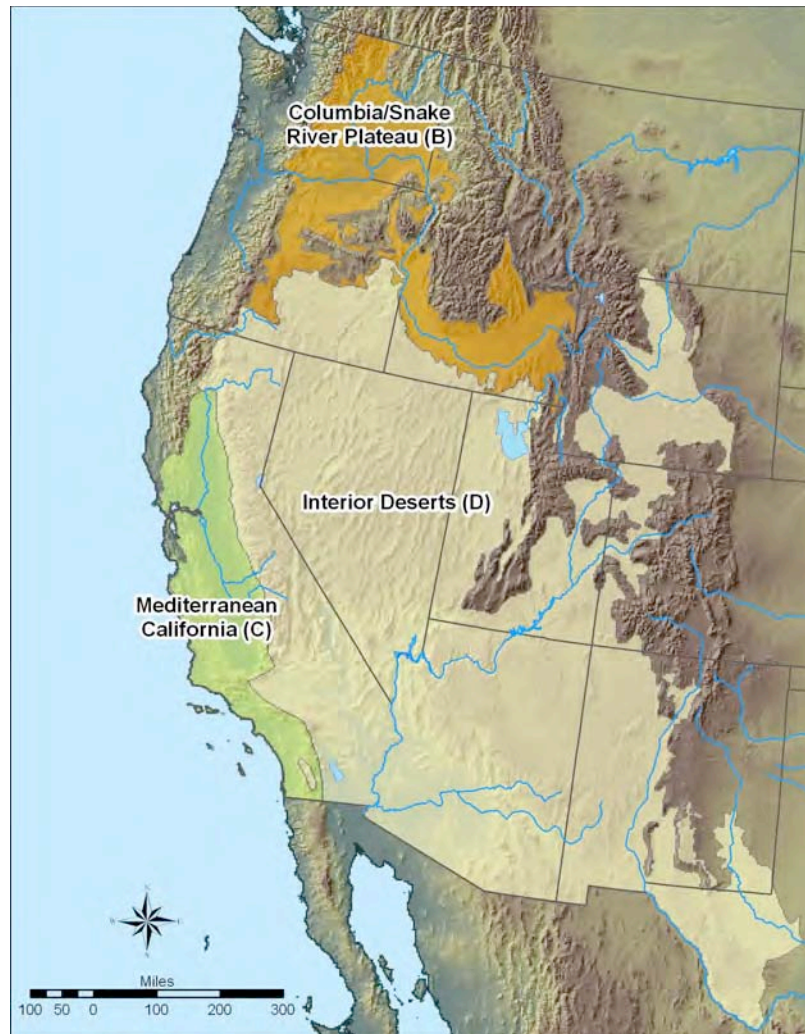 Columbia/Snake
River Plateau (B)
Interior Deserts (D)
Mediterranean
California (C)
N
W
E
S
Miles
100 50 0 100 200 300